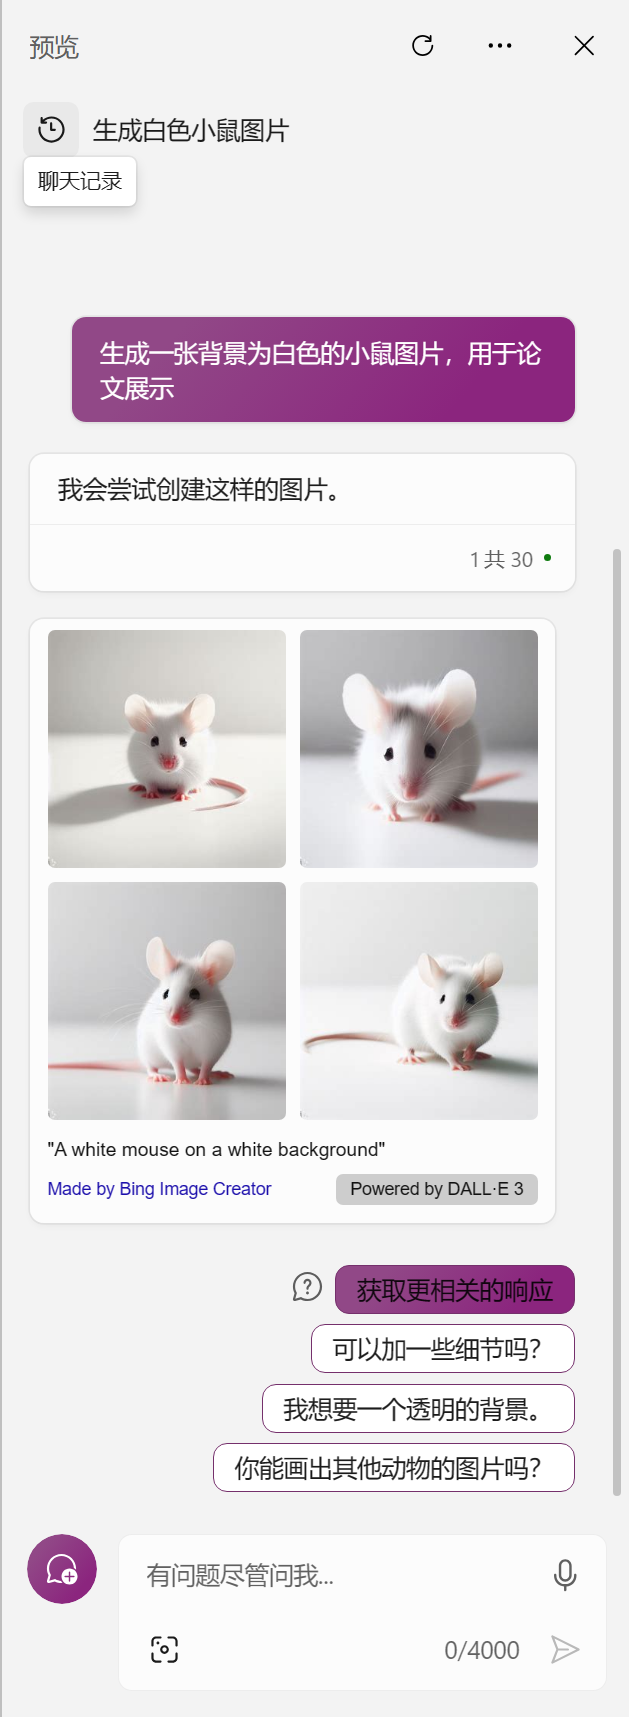 预览
生成白色小鼠图片
聊天记录
生成一张背景为白色的小鼠图片，用于论
文展示
我会尝试创建这样的图片。
1 共 30
"A white mouse on a white background"
Made by Bing Image Creator
Powered by DALL·E 3
获取更相关的响应
可以加一些细节吗？
我想要一个透明的背景。
你能画出其他动物的图片吗？
有问题尽管问我...
0/4000